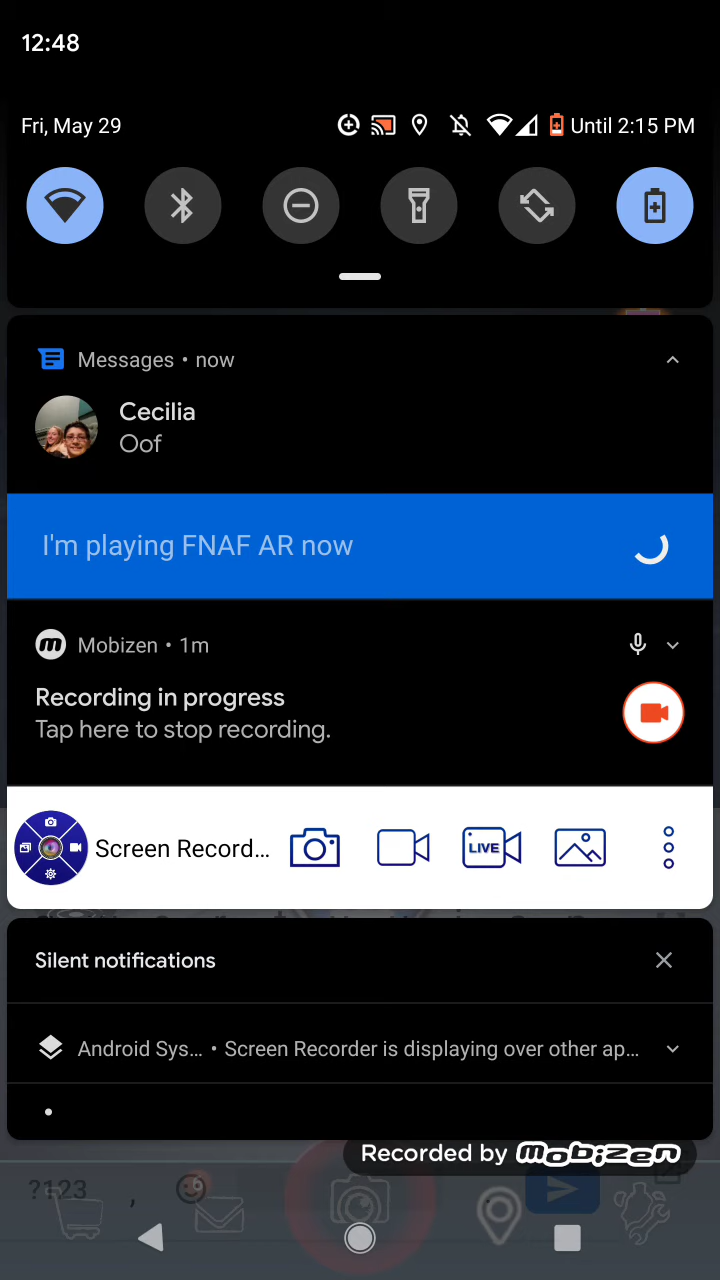 12:48
Fri, May 29
Until 2:15 PM
Messages • now
Cecilia
Oof
I'm playing FNAF AR now
m Mobizen • 1m
Recording in progress
Tap here to stop recording.
Screen Record...
LIVE
Silent notifications
Android Sys... • Screen Recorder is displaying over other ap...
Recorded by mobizen
?123 ,